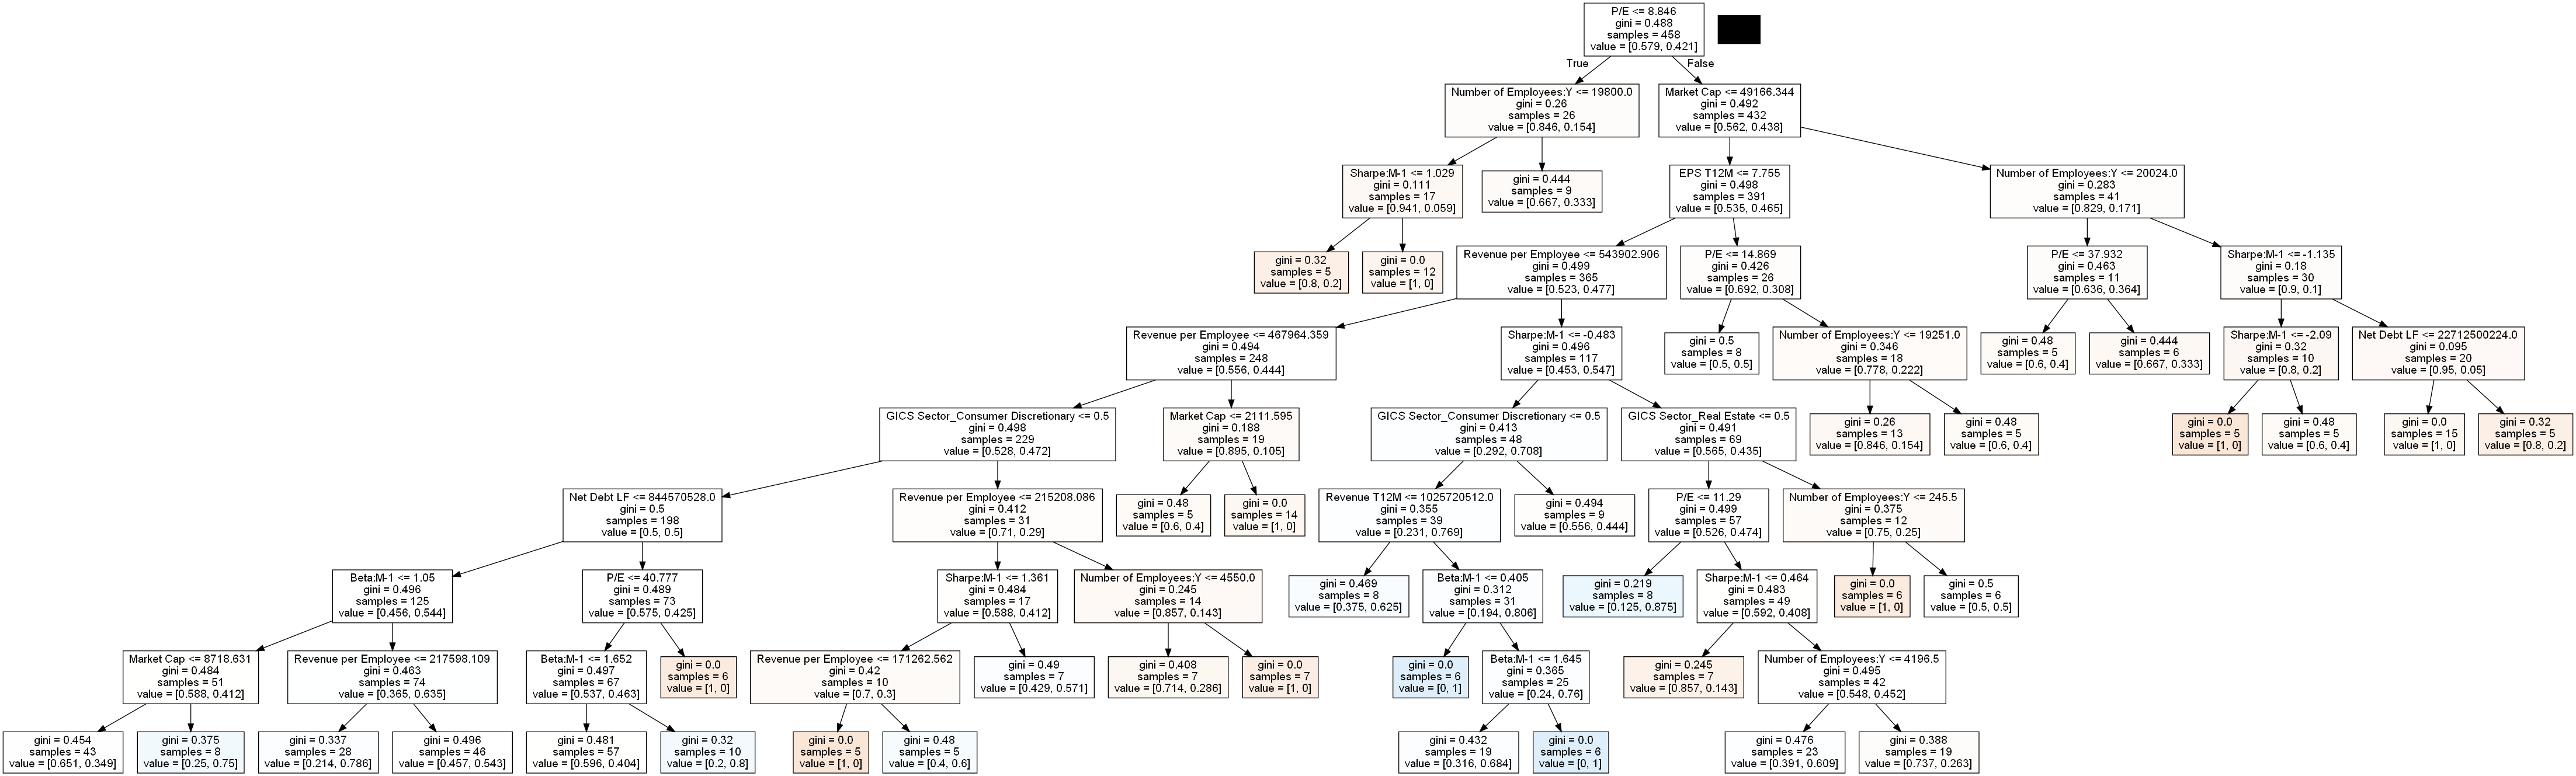 P/E <= 8.846
gini = 0.488
samples = 458
value = [0.579, 0.421]
True
False
Number of Employees:Y <= 19800.0
gini = 0.26
samples = 26
value = [0.846, 0.154]
Market Cap <= 49166.344
gini = 0.492
samples = 432
value = [0.562, 0.438]
Sharpe:M-1 <= 1.029
gini = 0.111
samples = 17
value = [0.941, 0.059]
gini = 0.444
samples = 9
value = [0.667, 0.333]
EPS T12M <= 7.755
gini = 0.498
samples = 391
value = [0.535, 0.465]
Number of Employees:Y <= 20024.0
gini = 0.283
samples = 41
value = [0.829, 0.171]
gini = 0.32
samples = 5
value = [0.8, 0.2]
gini = 0.0
samples = 12
value = [1, 0]
Revenue per Employee <= 543902.906
gini = 0.499
samples = 365
value = [0.523, 0.477]
P/E <= 14.869
gini = 0.426
samples = 26
value = [0.692, 0.308]
P/E <= 37.932
gini = 0.463
samples = 11
value = [0.636, 0.364]
Sharpe:M-1 <= -1.135
gini = 0.18
samples = 30
value = [0.9, 0.1]
Revenue per Employee <= 467964.359
gini = 0.494
samples = 248
value = [0.556, 0.444]
Sharpe:M-1 <= -0.483
gini = 0.496
samples = 117
value = [0.453, 0.547]
gini = 0.5
samples = 8
value = [0.5, 0.5]
Number of Employees:Y <= 19251.0
gini = 0.346
samples = 18
value = [0.778, 0.222]
gini = 0.48
samples = 5
value = [0.6, 0.4]
gini = 0.444
samples = 6
value = [0.667, 0.333]
Sharpe:M-1 <= -2.09
gini = 0.32
samples = 10
value = [0.8, 0.2]
Net Debt LF <= 22712500224.0
gini = 0.095
samples = 20
value = [0.95, 0.05]
GICS Sector_Consumer Discretionary <= 0.5
gini = 0.498
samples = 229
value = [0.528, 0.472]
Market Cap <= 2111.595
gini = 0.188
samples = 19
value = [0.895, 0.105]
GICS Sector_Consumer Discretionary <= 0.5
gini = 0.413
samples = 48
value = [0.292, 0.708]
GICS Sector_Real Estate <= 0.5
gini = 0.491
samples = 69
value = [0.565, 0.435]
gini = 0.26
samples = 13
value = [0.846, 0.154]
gini = 0.48
samples = 5
value = [0.6, 0.4]
gini = 0.0
samples = 5
value = [1, 0]
gini = 0.48
samples = 5
value = [0.6, 0.4]
gini = 0.0
samples = 15
value = [1, 0]
gini = 0.32
samples = 5
value = [0.8, 0.2]
Net Debt LF <= 844570528.0
gini = 0.5
samples = 198
value = [0.5, 0.5]
Revenue per Employee <= 215208.086
gini = 0.412
samples = 31
value = [0.71, 0.29]
gini = 0.48
samples = 5
value = [0.6, 0.4]
gini = 0.0
samples = 14
value = [1, 0]
Revenue T12M <= 1025720512.0
gini = 0.355
samples = 39
value = [0.231, 0.769]
gini = 0.494
samples = 9
value = [0.556, 0.444]
P/E <= 11.29
gini = 0.499
samples = 57
value = [0.526, 0.474]
Number of Employees:Y <= 245.5
gini = 0.375
samples = 12
value = [0.75, 0.25]
Beta:M-1 <= 1.05
gini = 0.496
samples = 125
value = [0.456, 0.544]
P/E <= 40.777
gini = 0.489
samples = 73
value = [0.575, 0.425]
Sharpe:M-1 <= 1.361
gini = 0.484
samples = 17
value = [0.588, 0.412]
Number of Employees:Y <= 4550.0
gini = 0.245
samples = 14
value = [0.857, 0.143]
gini = 0.469
samples = 8
value = [0.375, 0.625]
Beta:M-1 <= 0.405
gini = 0.312
samples = 31
value = [0.194, 0.806]
gini = 0.219
samples = 8
value = [0.125, 0.875]
Sharpe:M-1 <= 0.464
gini = 0.483
samples = 49
value = [0.592, 0.408]
gini = 0.0
samples = 6
value = [1, 0]
gini = 0.5
samples = 6
value = [0.5, 0.5]
Market Cap <= 8718.631
gini = 0.484
samples = 51
value = [0.588, 0.412]
Revenue per Employee <= 217598.109
gini = 0.463
samples = 74
value = [0.365, 0.635]
Beta:M-1 <= 1.652
gini = 0.497
samples = 67
value = [0.537, 0.463]
gini = 0.0
samples = 6
value = [1, 0]
Revenue per Employee <= 171262.562
gini = 0.42
samples = 10
value = [0.7, 0.3]
gini = 0.49
samples = 7
value = [0.429, 0.571]
gini = 0.408
samples = 7
value = [0.714, 0.286]
gini = 0.0
samples = 7
value = [1, 0]
gini = 0.0
samples = 6
value = [0, 1]
Beta:M-1 <= 1.645
gini = 0.365
samples = 25
value = [0.24, 0.76]
gini = 0.245
samples = 7
value = [0.857, 0.143]
Number of Employees:Y <= 4196.5
gini = 0.495
samples = 42
value = [0.548, 0.452]
gini = 0.454
samples = 43
value = [0.651, 0.349]
gini = 0.375
samples = 8
value = [0.25, 0.75]
gini = 0.337
samples = 28
value = [0.214, 0.786]
gini = 0.496
samples = 46
value = [0.457, 0.543]
gini = 0.481
samples = 57
value = [0.596, 0.404]
gini = 0.32
samples = 10
value = [0.2, 0.8]
gini = 0.0
samples = 5
value = [1, 0]
gini = 0.48
samples = 5
value = [0.4, 0.6]
gini = 0.432
samples = 19
value = [0.316, 0.684]
gini = 0.0
samples = 6
value = [0, 1]
gini = 0.476
samples = 23
value = [0.391, 0.609]
gini = 0.388
samples = 19
value = [0.737, 0.263]